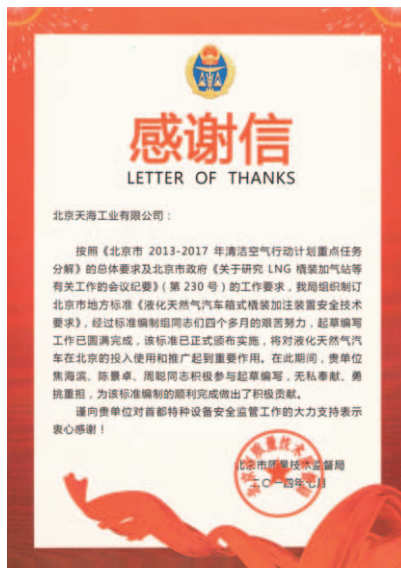 感谢信
LETTER OF THANKS
北京天海工业有限公司：
按照《北京市 2013-2017 年清洁空气行动计划重点任务
分解》的总体要求及北京市政府《关于研究 LNG 橇装加气站等
有关工作的会议纪要》（第 230 号）的工作要求，我局组织制订
北京市地方标准《液化天然气汽车箱式橇装加注装置安全技术
要求》，经过标准编制组同志们四个多月的艰苦努力，起草编写
工作已圆满完成，该标准已正式颁布实施，将对液化天然气汽
车在北京的投入使用和推广起到重要作用。在此期间，贵单位
焦海滨、陈景卓、周聪同志积极参与起草编写，无私奉献、勇
挑重担，为该标准编制的顺利完成做出了积极贡献。
谨向贵单位对首都特种设备安全监管工作的大力支持表示
衷心感谢！
北京市质量技术监督局
二〇一四年七月